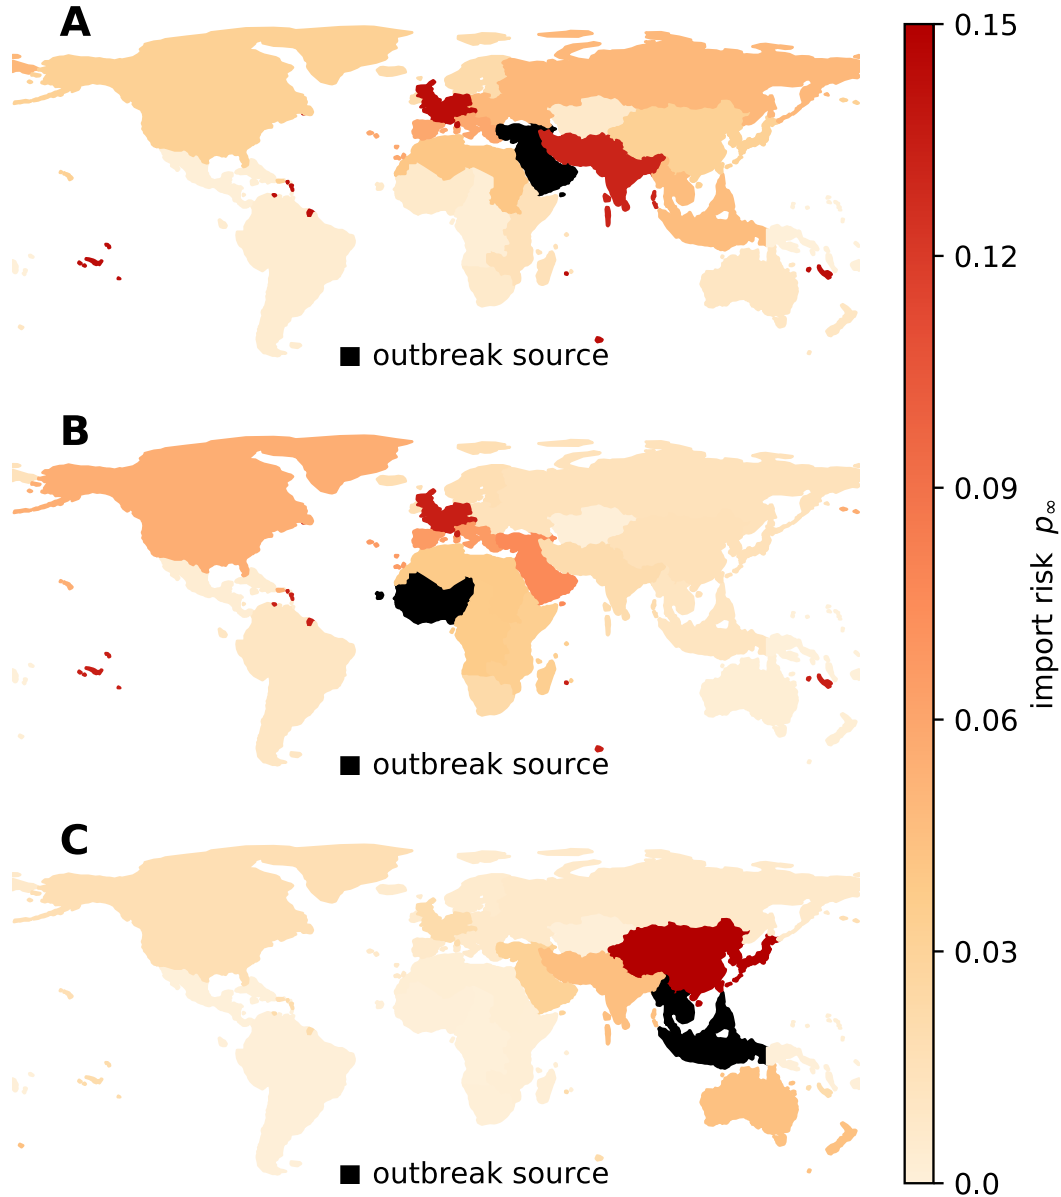 A
outbreak source
B
outbreak source
C
outbreak source
0.15
0.12
0.09
0.06
0.03
0.0
import risk p∞